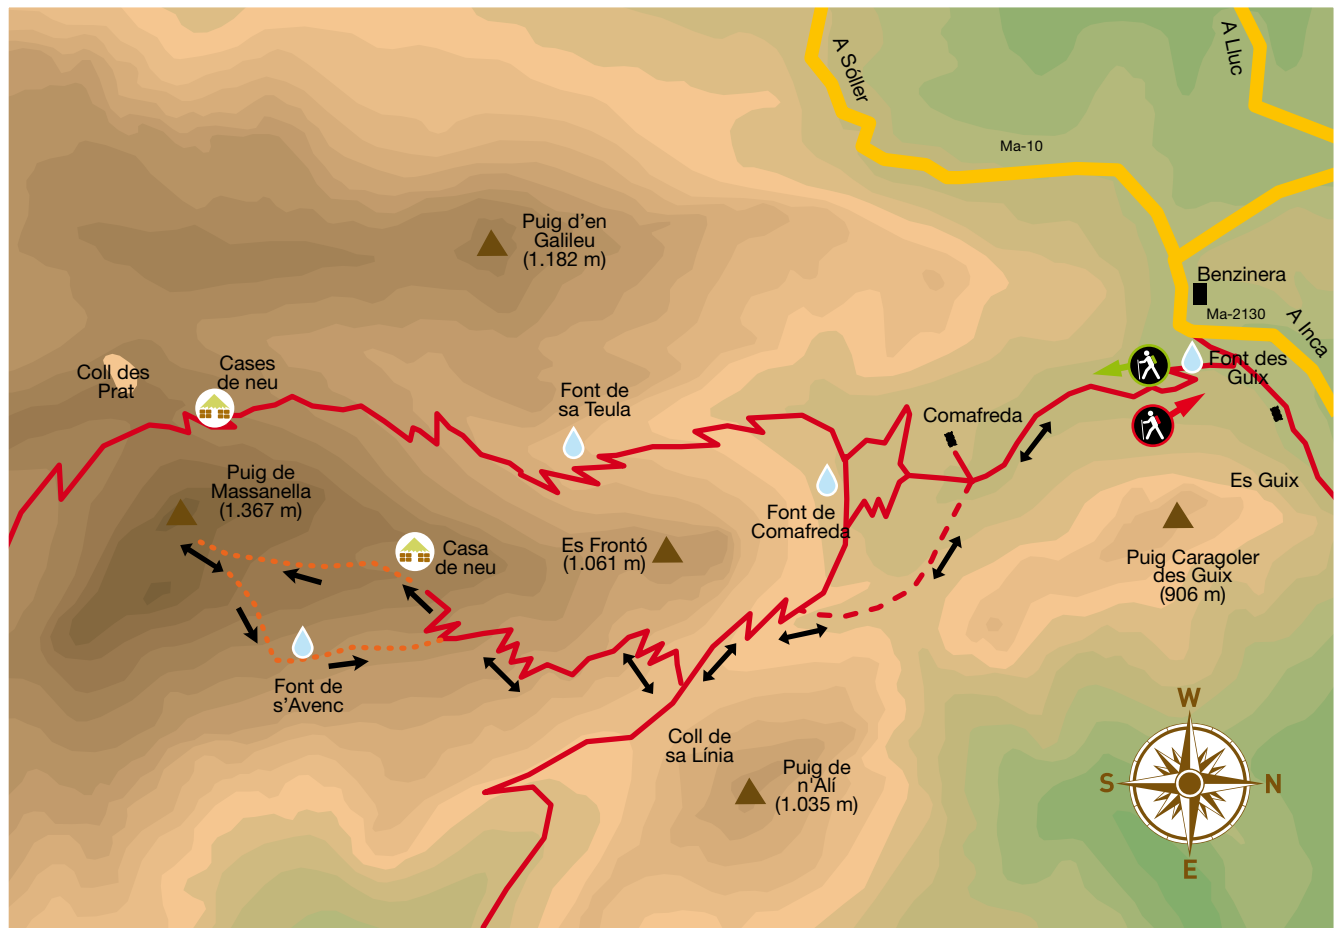 A Sóller
A Lluc
Ma-10
Puig d’en
Galileu
(1.182 m)
Benzinera
Ma-2130
A Inca
Coll des
Prat
Cases
de neu
Font des
Guix
Font de
sa Teula
Comafreda
Puig de
Massanella
(1.367 m)
Es Guix
Font de
Comafreda
Casa
de neu
Es Frontó
(1.061 m)
Puig Caragoler
des Guix
(906 m)
Font de
s’Avenc
Coll de
sa Línia
Puig de
n'Alí
(1.035 m)
W
S
N
E